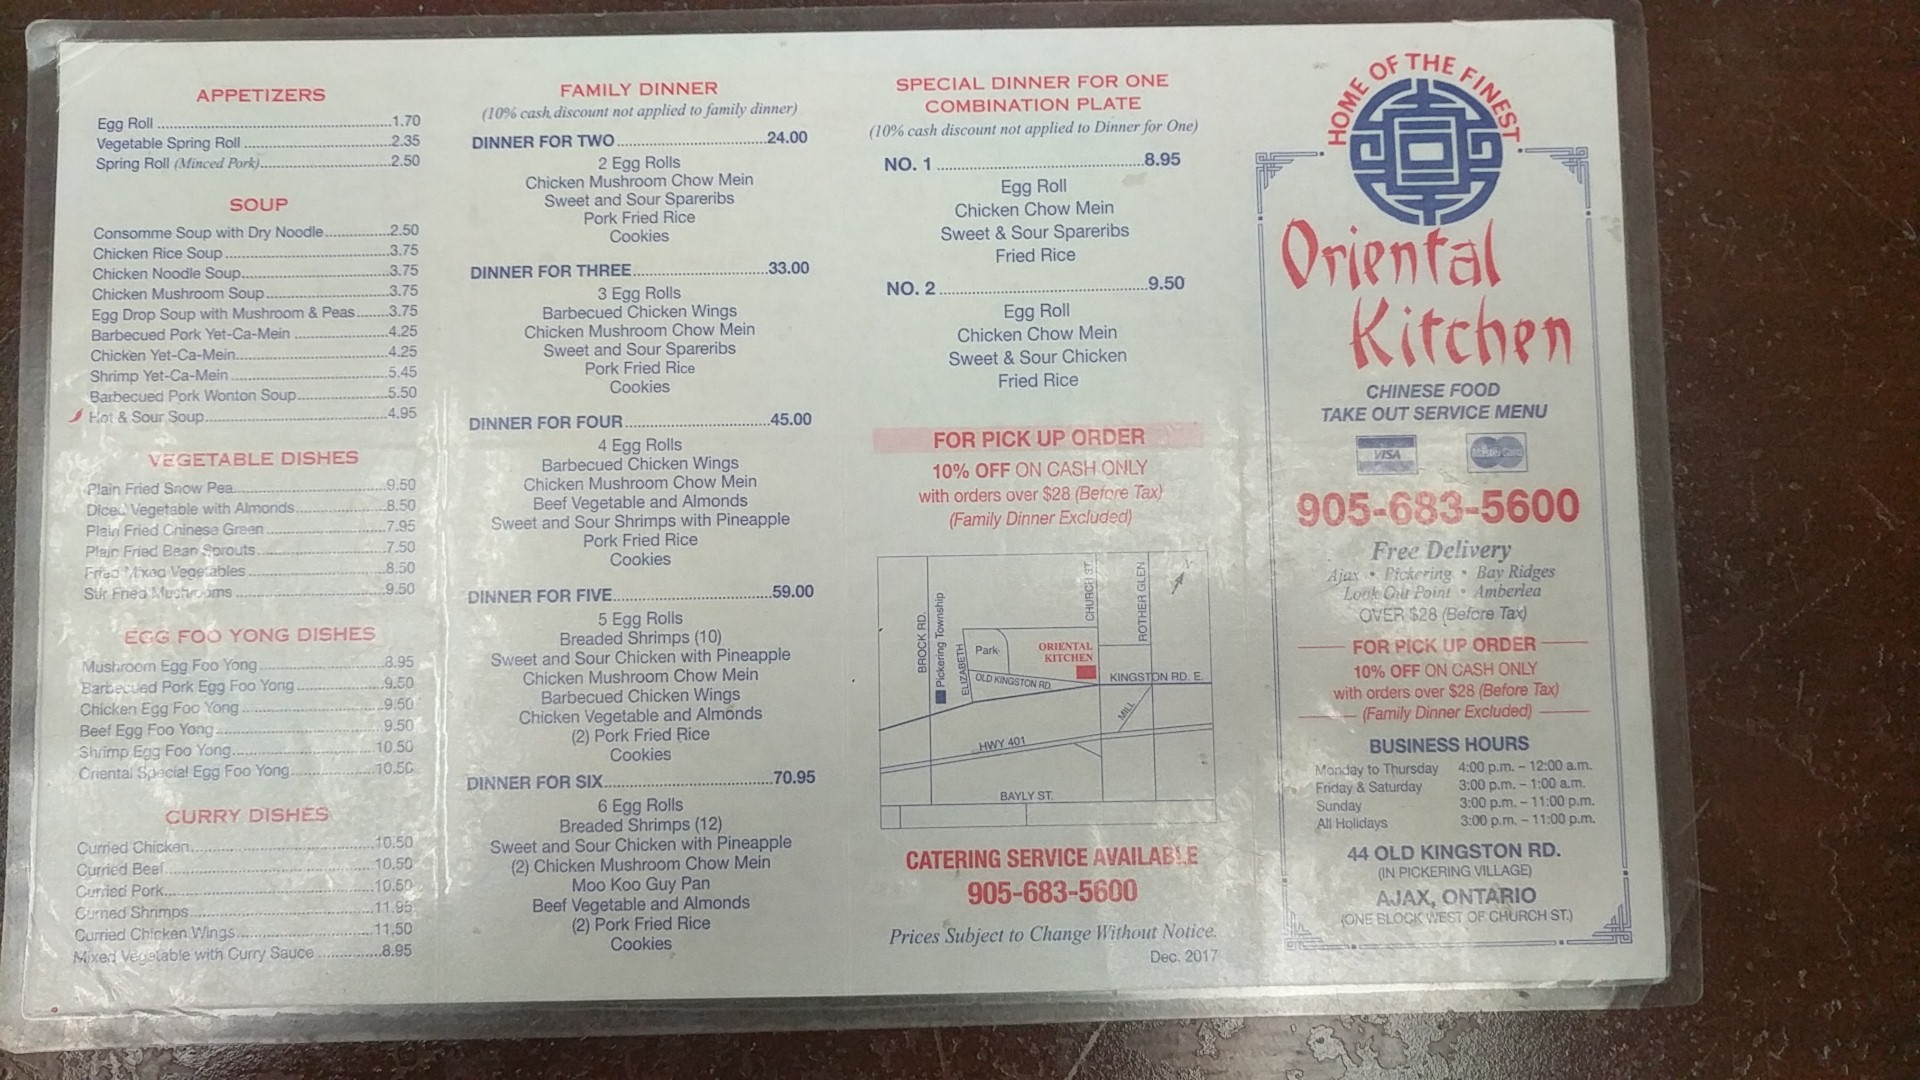 APPETIZERS
Egg Roll 1.70
Vegetable Spring Roll 2.35
Spring Roll (Minced Pork) 2.50
SOUP
Consomme Soup with Dry Noodle 2.50
Chicken Rice Soup 3.75
Chicken Noodle Soup 3.75
Chicken Mushroom Soup 3.75
Egg Drop Soup with Mushroom & Peas 3.75
Barbecued Pork Yet-Ca-Mein 4.25
Chicken Yet-Ca-Mein 4.25
Shrimp Yet-Ca-Mein 5.45
Barbecued Pork Wonton Soup 5.50
Hot & Sour Soup 4.95
VEGETABLE DISHES
Plain Fried Snow Pea 9.50
Diced Vegetable with Almonds 8.50
Plain Fried Chinese Green 7.95
Plain Fried Bean Sprouts 7.50
Fried Mixed Vegetables 8.50
Stir Fried Mushrooms 9.50
EGG FOO YONG DISHES
Mushroom Egg Foo Yong 8.95
Barbecued Pork Egg Foo Yong 9.50
Chicken Egg Foo Yong 9.50
Beef Egg Foo Yong 9.50
Shrimp Egg Foo Yong 10.50
Oriental Special Egg Foo Yong 10.50
CURRY DISHES
Curried Chicken 10.50
Curried Beef 10.50
Curried Pork 10.50
Curried Shrimps 11.95
Curried Chicken Wings 11.50
Mixed Vegetable with Curry Sauce 8.95
FAMILY DINNER
(10% cash discount not applied to family dinner)
DINNER FOR TWO 24.00
2 Egg Rolls
Chicken Mushroom Chow Mein
Sweet and Sour Spareribs
Pork Fried Rice
Cookies
DINNER FOR THREE 33.00
3 Egg Rolls
Barbecued Chicken Wings
Chicken Mushroom Chow Mein
Sweet and Sour Spareribs
Pork Fried Rice
Cookies
DINNER FOR FOUR 45.00
4 Egg Rolls
Barbecued Chicken Wings
Chicken Mushroom Chow Mein
Beef Vegetable and Almonds
Sweet and Sour Shrimps with Pineapple
Pork Fried Rice
Cookies
DINNER FOR FIVE 59.00
5 Egg Rolls
Breaded Shrimps (10)
Sweet and Sour Chicken with Pineapple
Chicken Mushroom Chow Mein
Barbecued Chicken Wings
Chicken Vegetable and Almonds
(2) Pork Fried Rice
Cookies
DINNER FOR SIX 70.95
6 Egg Rolls
Breaded Shrimps (12)
Sweet and Sour Chicken with Pineapple
(2) Chicken Mushroom Chow Mein
Moo Koo Guy Pan
Beef Vegetable and Almonds
(2) Pork Fried Rice
Cookies
SPECIAL DINNER FOR ONE
COMBINATION PLATE
(10% cash discount not applied to Dinner for One)
NO. 1 8.95
Egg Roll
Chicken Chow Mein
Sweet & Sour Spareribs
Fried Rice
NO. 2 9.50
Egg Roll
Chicken Chow Mein
Sweet & Sour Chicken
Fried Rice
FOR PICK UP ORDER
10% OFF ON CASH ONLY
with orders over $28 (Before Tax)
(Family Dinner Excluded)
BROCK RD.
Pickering Township
ELIZABETH
Park
OLD KINGSTON RD
ORIENTAL
KITCHEN
CHURCH ST.
ROTHER GLEN
N
KINGSTON RD. E.
MILL
HWY 401
BAYLY ST.
CATERING SERVICE AVAILABLE
905-683-5600
Prices Subject to Change Without Notice.
Dec. 2017
HOME OF THE FINEST
Oriental
Kitchen
CHINESE FOOD
TAKE OUT SERVICE MENU
VISA
MasterCard
905-683-5600
Free Delivery
Ajax • Pickering • Bay Ridges
Look Out Point • Amberlea
OVER $28 (Before Tax)
FOR PICK UP ORDER
10% OFF ON CASH ONLY
with orders over $28 (Before Tax)
(Family Dinner Excluded)
BUSINESS HOURS
Monday to Thursday 4:00 p.m. – 12:00 a.m.
Friday & Saturday 3:00 p.m. – 1:00 a.m.
Sunday 3:00 p.m. – 11:00 p.m.
All Holidays 3:00 p.m. – 11:00 p.m.
44 OLD KINGSTON RD.
(IN PICKERING VILLAGE)
AJAX, ONTARIO
(ONE BLOCK WEST OF CHURCH ST.)